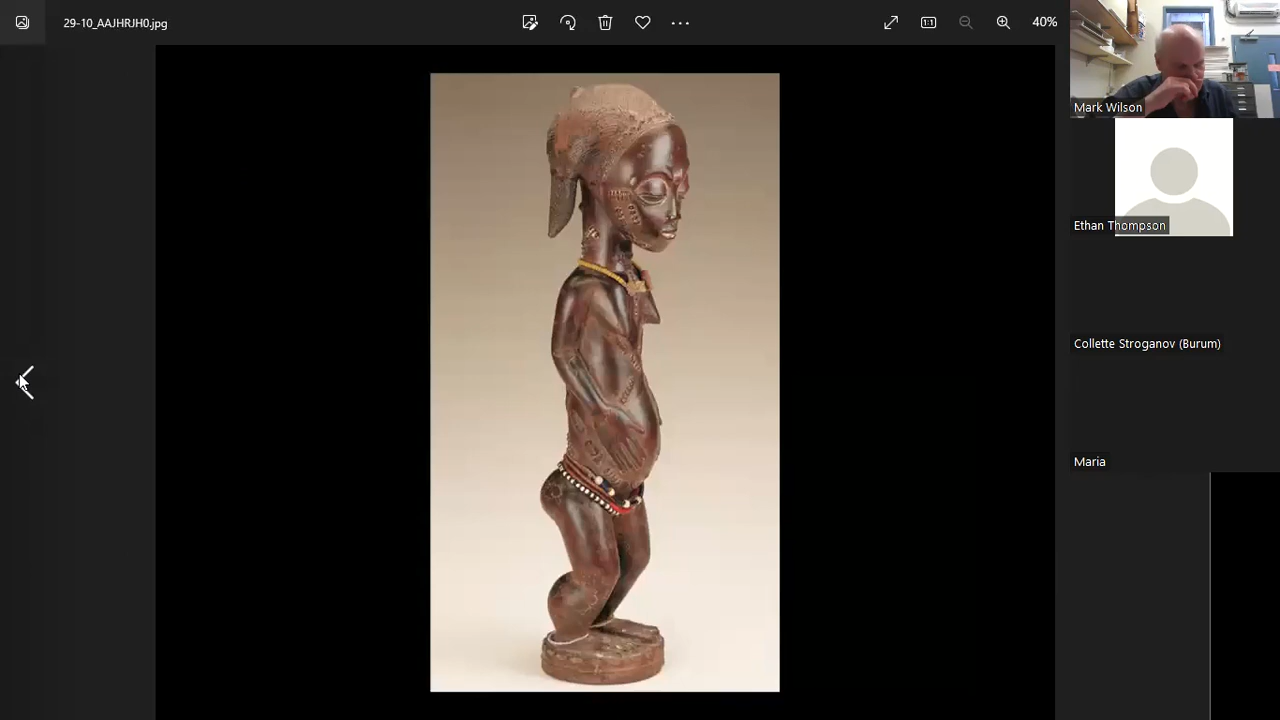 29-10_AAJHRJH0.jpg
40%
Mark Wilson
Ethan Thompson
Collette Stroganov (Burum)
Maria